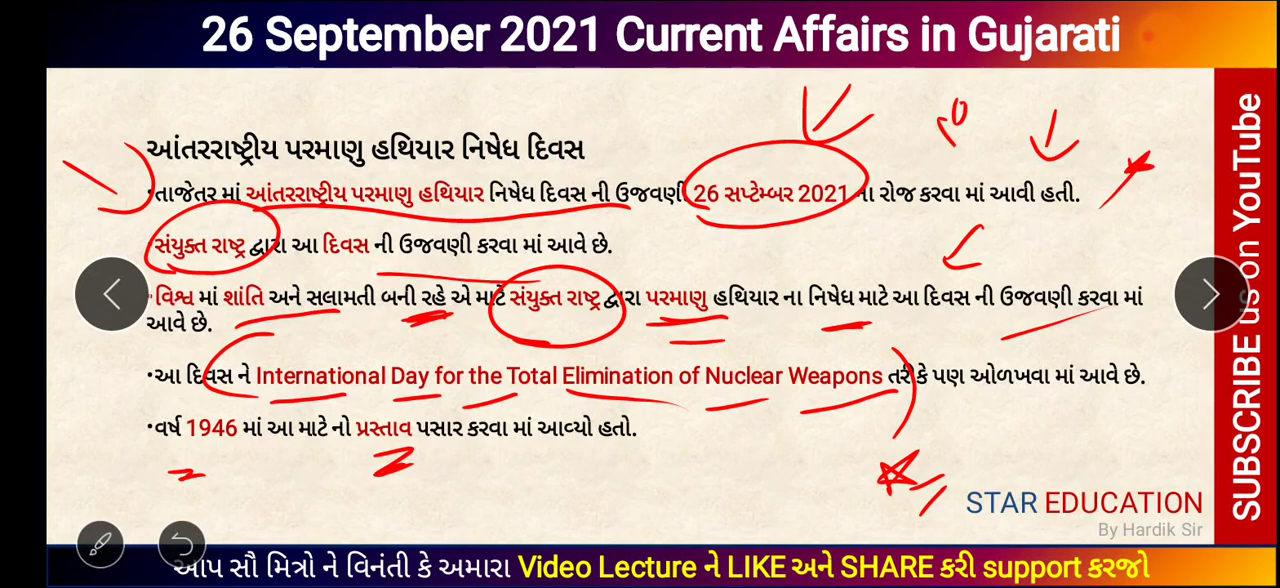 26 September 2021 Current Affairs in Gujarati
આંતરરાષ્ટ્રીય પરમાણુ હથિયાર નિષેધ દિવસ
•તાજેતર માં આંતરરાષ્ટ્રીય પરમાણુ હથિયાર નિષેધ દિવસ ની ઉજવણી 26 સપ્ટેમ્બર 2021 ના રોજ કરવા માં આવી હતી.
•સંયુક્ત રાષ્ટ્ર દ્વારા આ દિવસ ની ઉજવણી કરવા માં આવે છે.
•વિશ્વ માં શાંતિ અને સલામતી બની રહે એ માટે સંયુક્ત રાષ્ટ્ર દ્વારા પરમાણુ હથિયાર ના નિષેધ માટે આ દિવસ ની ઉજવણી કરવા માં
આવે છે.
•આ દિવસ ને International Day for the Total Elimination of Nuclear Weapons તરીકે પણ ઓળખવા માં આવે છે.
•વર્ષ 1946 માં આ માટે નો પ્રસ્તાવ પસાર કરવા માં આવ્યો હતો.
STAR EDUCATION
By Hardik Sir
SUBSCRIBE us on YouTube
આપ સૌ મિત્રો ને વિનંતી કે અમારા Video Lecture ને LIKE અને SHARE કરી support કરજો